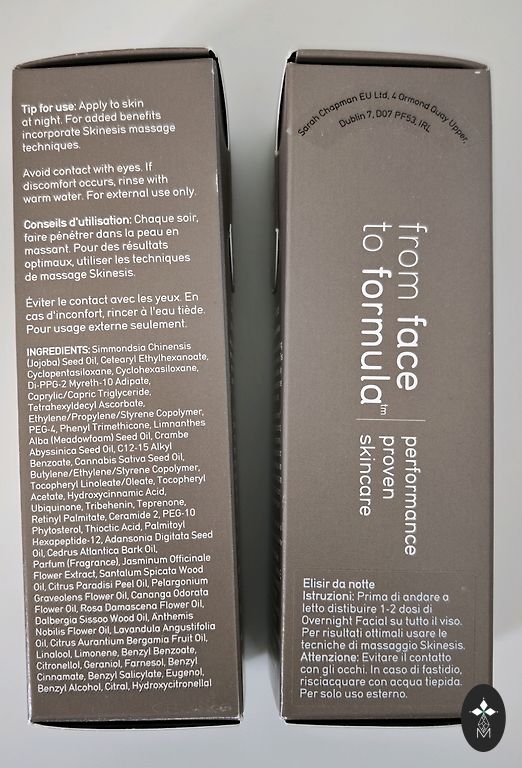 Tip for use: Apply to skin
at night. For added benefits
incorporate Skinesis massage
techniques.
Avoid contact with eyes. If
discomfort occurs, rinse with
warm water. For external use only.
Conseils d'utilisation: Chaque soir,
faire pénétrer dans la peau en
massant. Pour des résultats
optimaux, utiliser les techniques
de massage Skinesis.
Éviter le contact avec les yeux. En
cas d'inconfort, rincer à l'eau tiède.
Pour usage externe seulement.
INGREDIENTS: Simmondsia Chinensis
(Jojoba) Seed Oil, Cetearyl Ethylhexanoate,
Cyclopentasiloxane, Cyclohexasiloxane,
Di-PPG-2 Myreth-10 Adipate,
Caprylic/Capric Triglyceride,
Tetrahexyldecyl Ascorbate,
Ethylene/Propylene/Styrene Copolymer,
PEG-4, Phenyl Trimethicone, Limnanthes
Alba (Meadowfoam) Seed Oil, Crambe
Abyssinica Seed Oil, C12-15 Alkyl
Benzoate, Cannabis Sativa Seed Oil,
Butylene/Ethylene/Styrene Copolymer,
Tocopheryl Linoleate/Oleate, Tocopheryl
Acetate, Hydroxycinnamic Acid,
Ubiquinone, Tribehenin, Teprenone,
Retinyl Palmitate, Ceramide 2, PEG-10
Phytosterol, Thioctic Acid, Palmitoyl
Hexapeptide-12, Adansonia Digitata Seed
Oil, Cedrus Atlantica Bark Oil,
Parfum (Fragrance), Jasminum Officinale
Flower Extract, Santalum Spicata Wood
Oil, Citrus Paradisi Peel Oil, Pelargonium
Graveolens Flower Oil, Cananga Odorata
Flower Oil, Rosa Damascena Flower Oil,
Dalbergia Sissoo Wood Oil, Anthemis
Nobilis Flower Oil, Lavandula Angustifolia
Oil, Citrus Aurantium Bergamia Fruit Oil,
Linalool, Limonene, Benzyl Benzoate,
Citronellol, Geraniol, Farnesol, Benzyl
Cinnamate, Benzyl Salicylate, Eugenol,
Benzyl Alcohol, Citral, Hydroxycitronellal
Sarah Chapman EU Ltd, 4 Ormond Quay Upper,
Dublin 7, D07 PF53, IRL
from face
to formula™
performance
proven
skincare
Elisir da notte
Istruzioni: Prima di andare a
letto distibuire 1-2 dosi di
Overnight Facial su tutto il viso.
Per risultati ottimali usare le
tecniche di massaggio Skinesis.
Attenzione: Evitare il contatto
con gli occhi. In caso di fastidio,
risciacquare con acqua tiepida.
Per solo uso esterno.